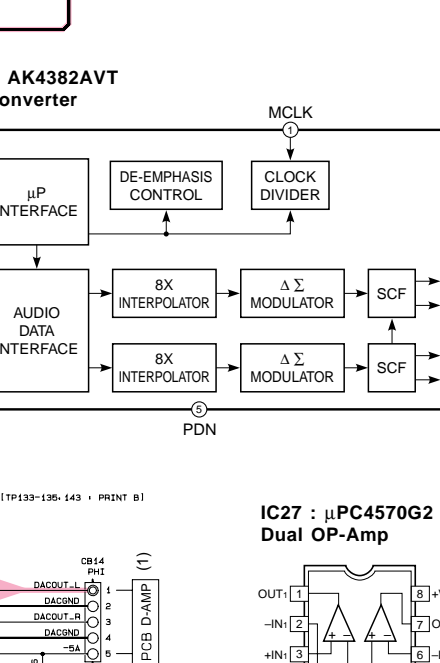 AK4382AVT
onverter
MCLK
1
µP
NTERFACE
DE-EMPHASIS
CONTROL
CLOCK
DIVIDER
AUDIO
DATA
NTERFACE
8X
INTERPOLATOR
Δ Σ
MODULATOR
SCF
8X
INTERPOLATOR
Δ Σ
MODULATOR
SCF
5
PDN
[TP133-135, 143 : PRINT B]
IC27 : µPC4570G2
Dual OP-Amp
CB14
PHI
(1)
DACOUT_L 1
DACGND 2
DACOUT_R 3
DACGND 4
-5A 5
PCB D-AMP
OUT1 1
–IN1 2
+IN1 3
+ –
+ –
8 +V
7 O
6 –I